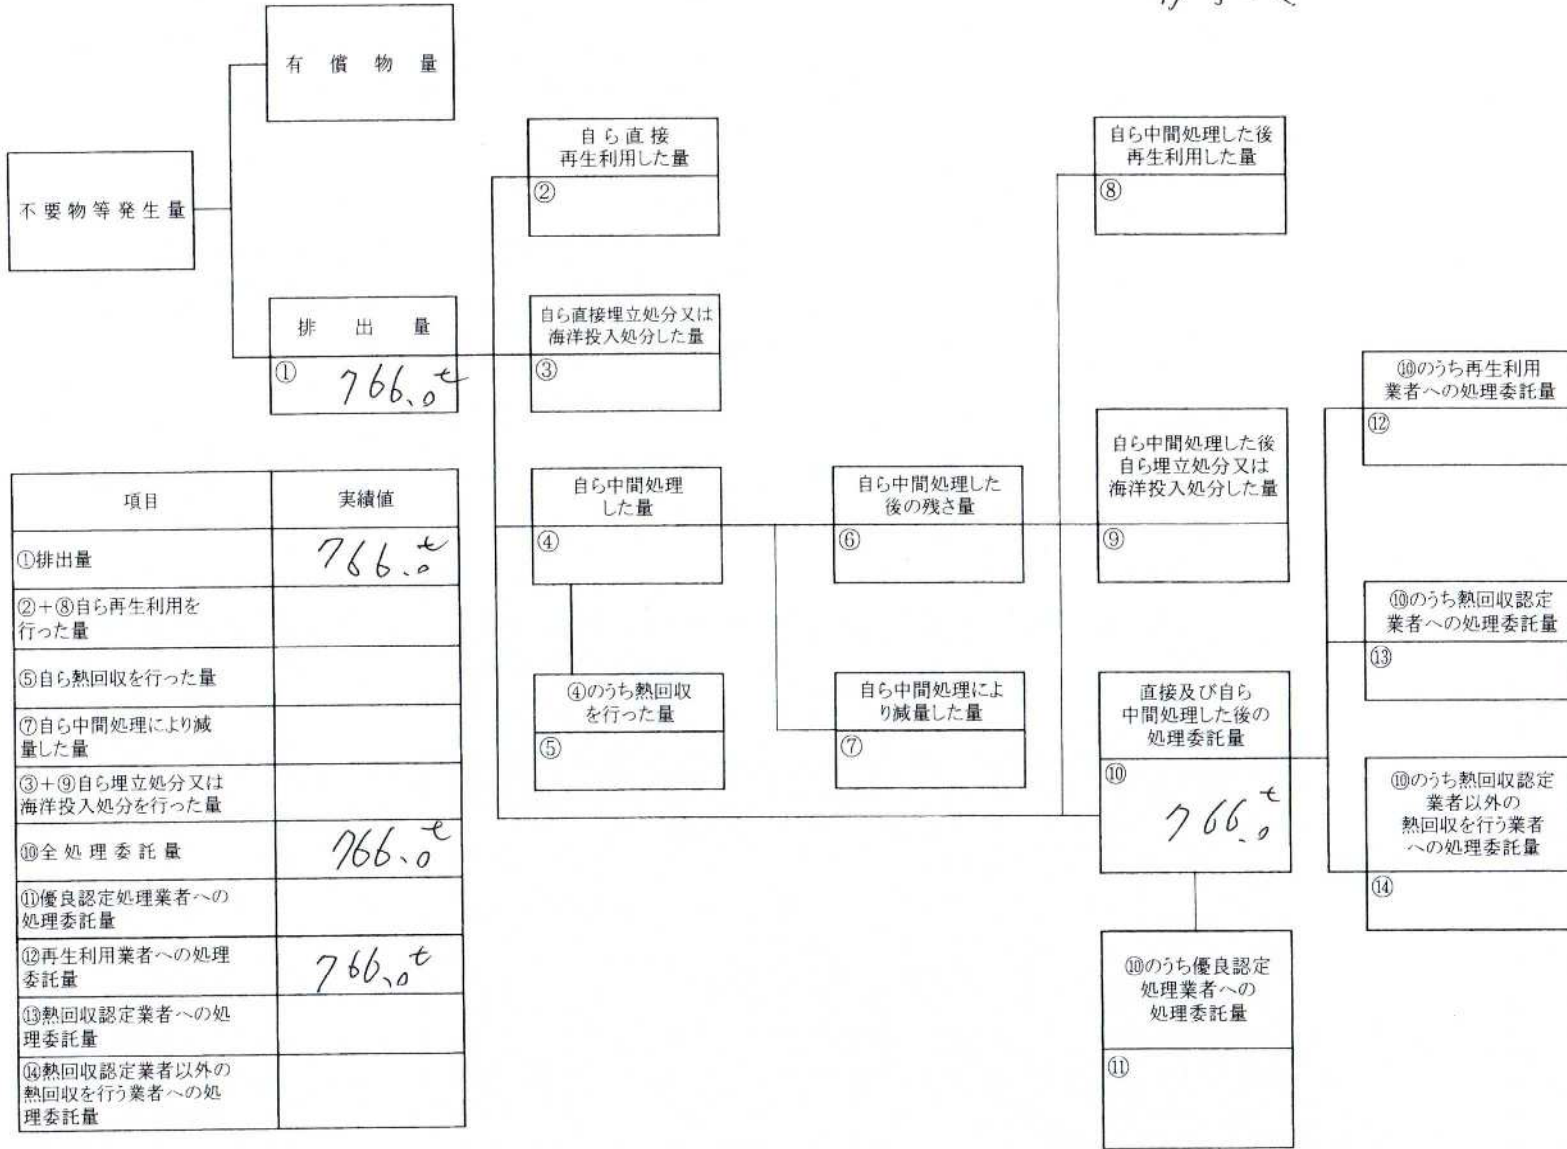 有償物量
不要物等発生量
排出量
① 766.0t
自ら直接
再生利用した量
②
自ら直接埋立処分又は
海洋投入処分した量
③
自ら中間処理
した量
④
④のうち熱回収
を行った量
⑤
自ら中間処理した
後の残さ量
⑥
自ら中間処理によ
り減量した量
⑦
自ら中間処理した後
再生利用した量
⑧
自ら中間処理した後
自ら埋立処分又は
海洋投入処分した量
⑨
直接及び自ら
中間処理した後の
処理委託量
⑩
766.0t
⑩のうち優良認定
処理業者への
処理委託量
⑪
⑩のうち再生利用
業者への処理委託量
⑫
⑩のうち熱回収認定
業者への処理委託量
⑬
⑩のうち熱回収認定
業者以外の
熱回収を行う業者
への処理委託量
⑭
項目 実績値
①排出量 766.0t
②+⑧自ら再生利用を
行った量
⑤自ら熱回収を行った量
⑦自ら中間処理により減
量した量
③+⑨自ら埋立処分又は
海洋投入処分を行った量
⑩全処理委託量 766.0t
⑪優良認定処理業者への
処理委託量
⑫再生利用業者への処理
委託量 766.0t
⑬熱回収認定業者への処
理委託量
⑭熱回収認定業者以外の
熱回収を行う業者への処
理委託量